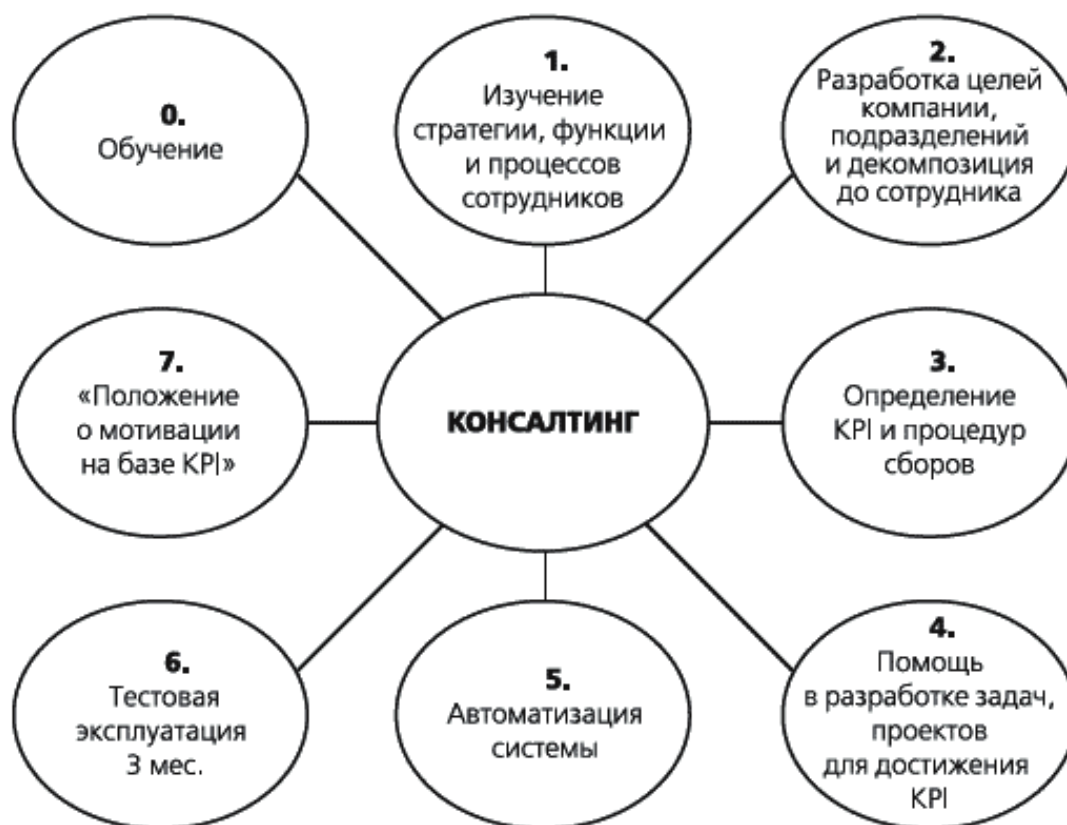 0.
Обучение
1.
Изучение
стратегии, функции
и процессов
сотрудников
2.
Разработка целей
компании,
подразделений
и декомпозиция
до сотрудника
7.
«Положение
о мотивации
на базе KPI»
КОНСАЛТИНГ
3.
Определение
KPI и процедур
сборов
6.
Тестовая
эксплуатация
3 мес.
5.
Автоматизация
системы
4.
Помощь
в разработке задач,
проектов
для достижения
KPI